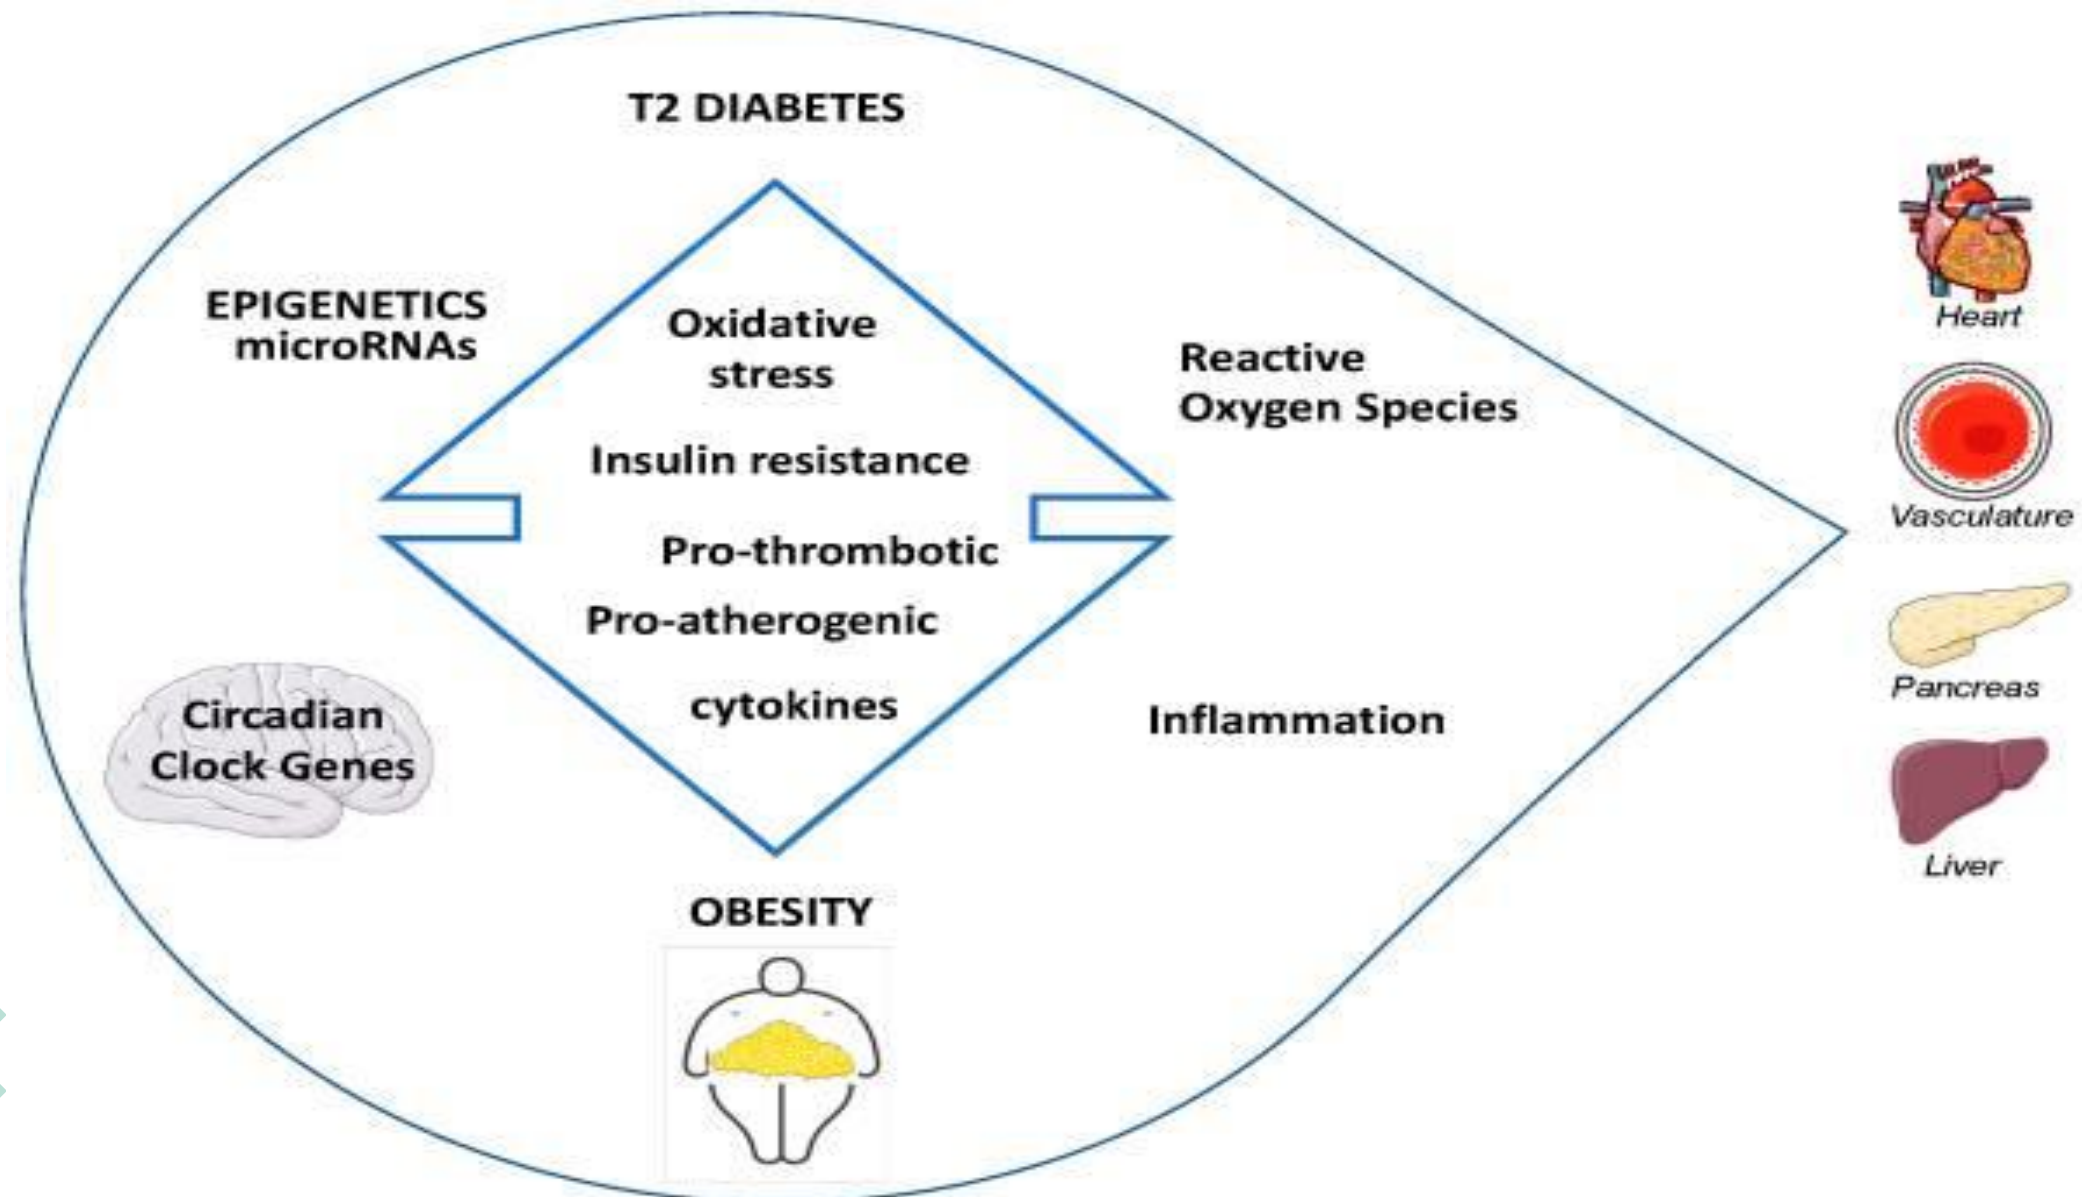 T2 DIABETES
EPIGENETICS
microRNAs
Oxidative
stress
Insulin resistance
Pro-thrombotic
Pro-atherogenic
cytokines
Reactive
Oxygen Species
Inflammation
Circadian
Clock Genes
OBESITY
Heart
Vasculature
Pancreas
Liver